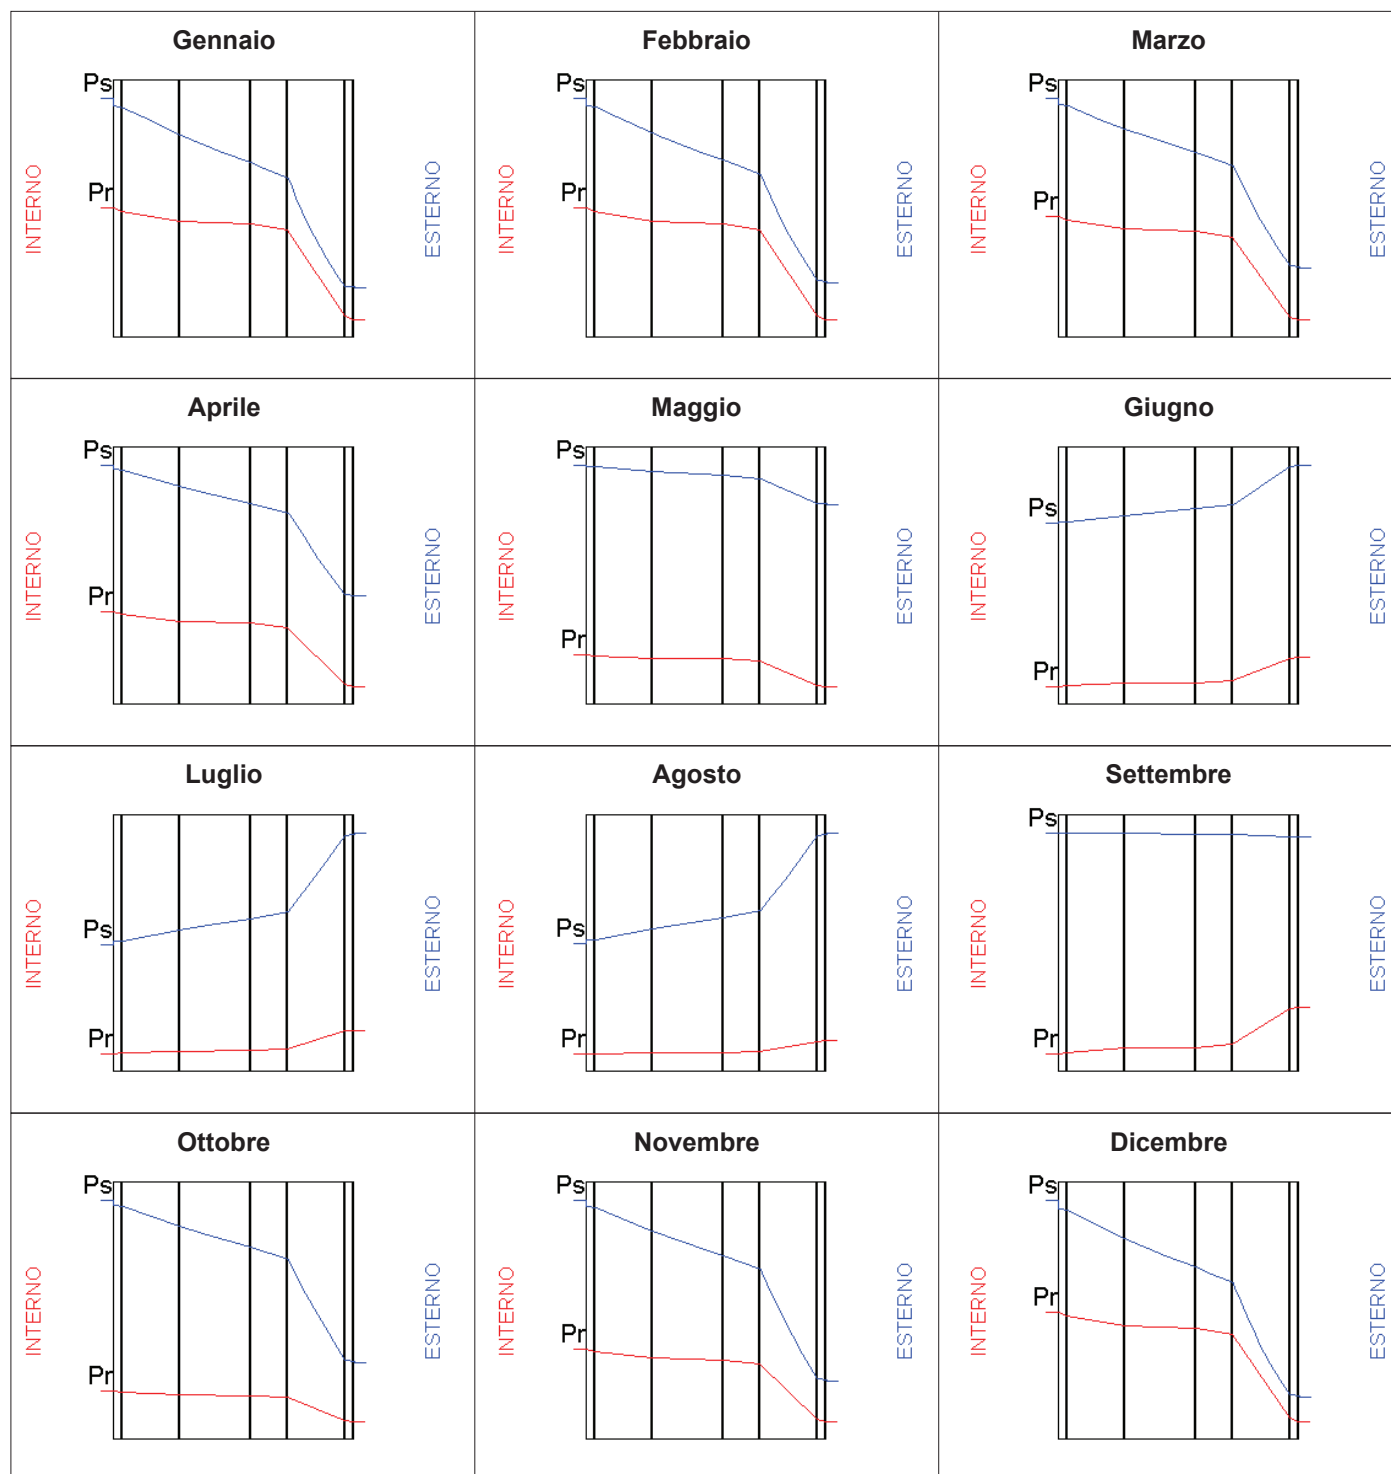 Gennaio
Febbraio
Marzo
Ps
Pr
INTERNO
ESTERNO
Ps
Pr
INTERNO
ESTERNO
Ps
Pr
INTERNO
ESTERNO
Aprile
Maggio
Giugno
Ps
Pr
INTERNO
ESTERNO
Ps
Pr
INTERNO
ESTERNO
Ps
Pr
INTERNO
ESTERNO
Luglio
Agosto
Settembre
Ps
Pr
INTERNO
ESTERNO
Ps
Pr
INTERNO
ESTERNO
Ps
Pr
INTERNO
ESTERNO
Ottobre
Novembre
Dicembre
Ps
Pr
INTERNO
ESTERNO
Ps
Pr
INTERNO
ESTERNO
Ps
Pr
INTERNO
ESTERNO